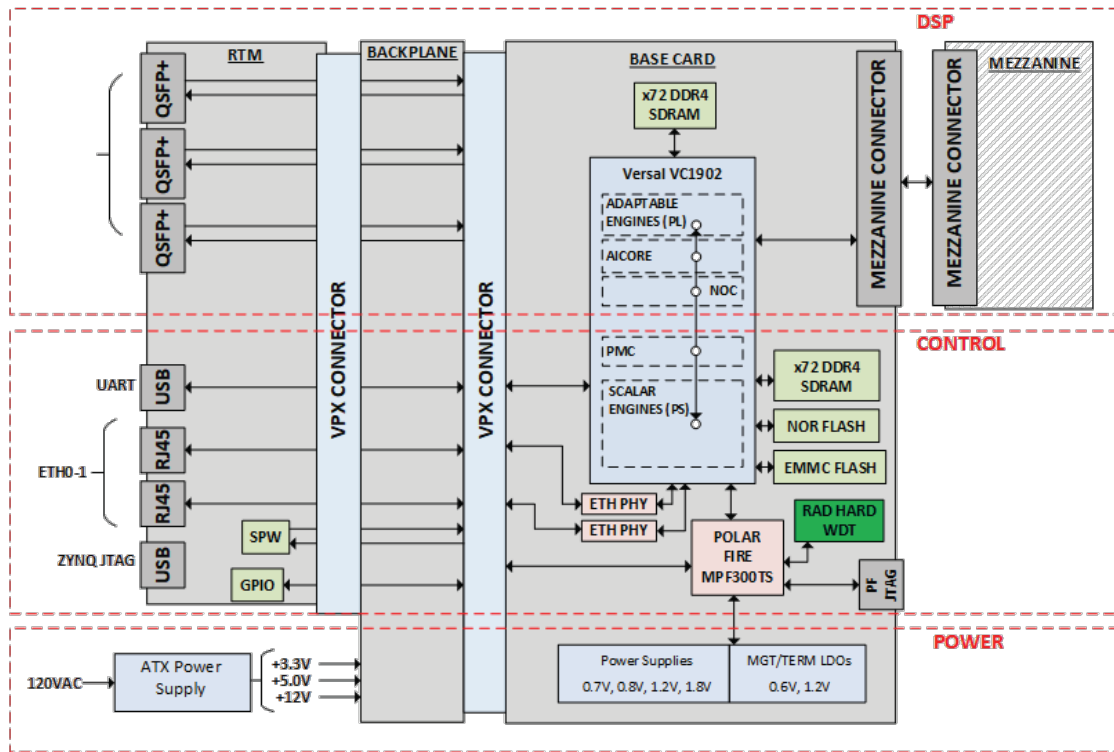 DSP
RTM
BACKPLANE
BASE CARD
MEZZANINE
QSFP+
QSFP+
QSFP+
VPX CONNECTOR
VPX CONNECTOR
x72 DDR4
SDRAM
Versal VC1902
ADAPTABLE
ENGINES (PL)
AICORE
NOC
PMC
SCALAR
ENGINES (PS)
MEZZANINE CONNECTOR
MEZZANINE CONNECTOR
CONTROL
UART
USB
ETH0-1
RJ45
RJ45
ZYNQ JTAG
USB
SPW
GPIO
x72 DDR4
SDRAM
NOR FLASH
EMMC FLASH
ETH PHY
ETH PHY
RAD HARD
WDT
POLAR
FIRE
MPF300TS
PF
JTAG
POWER
120VAC
ATX Power
Supply
+3.3V
+5.0V
+12V
Power Supplies
0.7V, 0.8V, 1.2V, 1.8V
MGT/TERM LDOs
0.6V, 1.2V